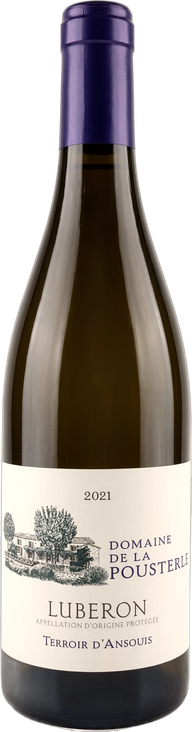 2021
DOMAINE
DE LA
POUSTERLE
LUBERON
APPELLATION D'ORIGINE PROTÉGÉE
TERROIR D'ANSOUIS